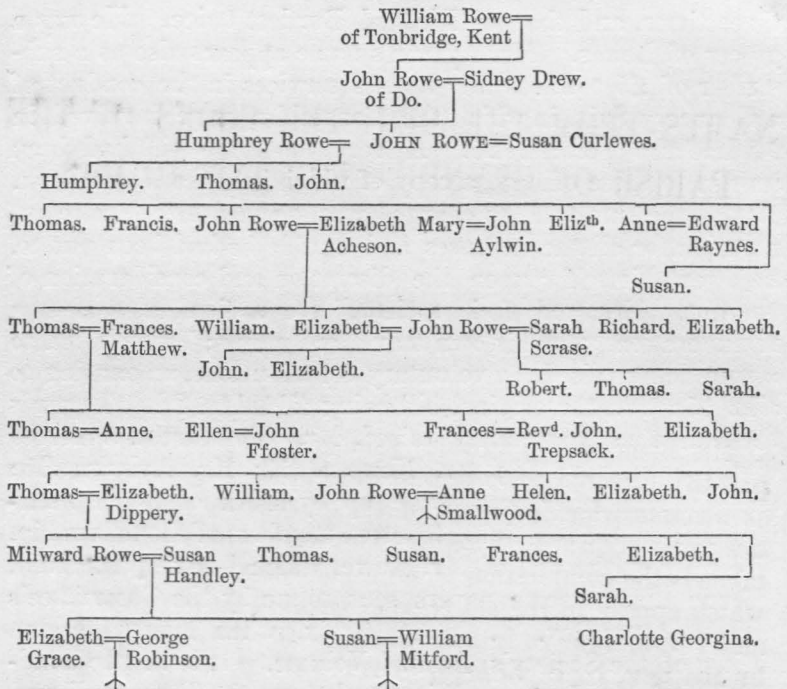 William Rowe=
of Tonbridge, Kent
John Rowe=Sidney Drew.
of Do.
Humphrey Rowe= JOHN ROWE=Susan Curlewes.
Humphrey. Thomas. John.
Thomas. Francis. John Rowe=Elizabeth Mary=John Elizth. Anne=Edward
Acheson. Aylwin. Raynes.
Susan.
Thomas=Frances. William. Elizabeth= John Rowe=Sarah Richard. Elizabeth.
Matthew. Scrase.
John. Elizabeth.
Robert. Thomas. Sarah.
Thomas=Anne. Ellen=John Frances=Revd. John. Elizabeth.
Ffoster. Trepsack.
Thomas=Elizabeth. William. John Rowe=Anne Helen. Elizabeth. John.
Dippery. Smallwood.
Milward Rowe=Susan Thomas. Susan. Frances. Elizabeth.
Handley.
Sarah.
Elizabeth=George Susan=William Charlotte Georgina.
Grace. Robinson. Mitford.